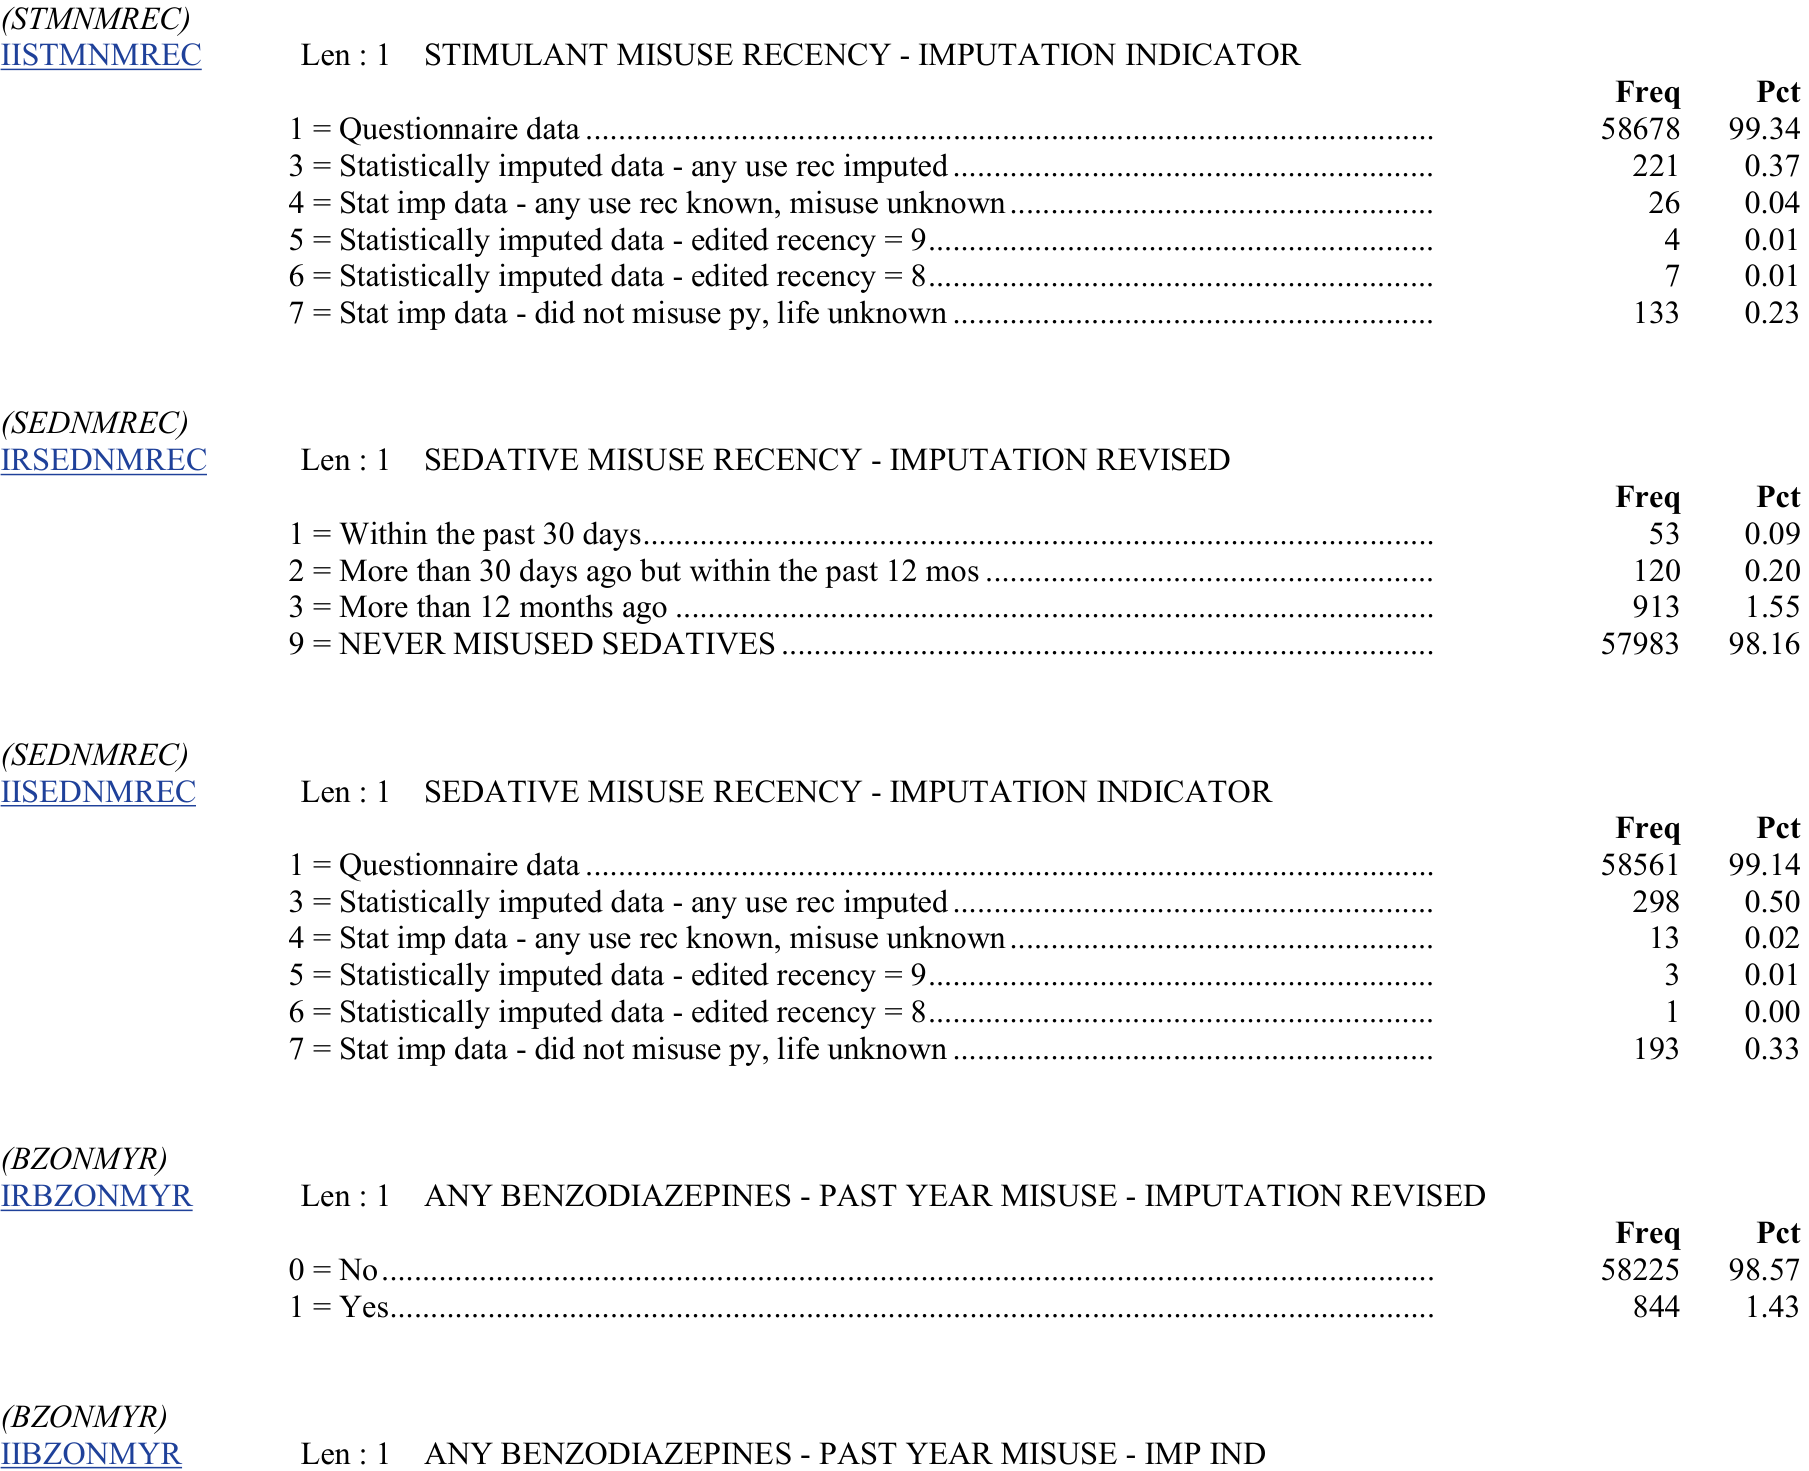 (STMNMREC)
IISTMNMREC Len : 1 STIMULANT MISUSE RECENCY - IMPUTATION INDICATOR
Freq Pct
1 = Questionnaire data 58678 99.34
3 = Statistically imputed data - any use rec imputed 221 0.37
4 = Stat imp data - any use rec known, misuse unknown 26 0.04
5 = Statistically imputed data - edited recency = 9 4 0.01
6 = Statistically imputed data - edited recency = 8 7 0.01
7 = Stat imp data - did not misuse py, life unknown 133 0.23
(SEDNMREC)
IRSEDNMREC Len : 1 SEDATIVE MISUSE RECENCY - IMPUTATION REVISED
Freq Pct
1 = Within the past 30 days 53 0.09
2 = More than 30 days ago but within the past 12 mos 120 0.20
3 = More than 12 months ago 913 1.55
9 = NEVER MISUSED SEDATIVES 57983 98.16
(SEDNMREC)
IISEDNMREC Len : 1 SEDATIVE MISUSE RECENCY - IMPUTATION INDICATOR
Freq Pct
1 = Questionnaire data 58561 99.14
3 = Statistically imputed data - any use rec imputed 298 0.50
4 = Stat imp data - any use rec known, misuse unknown 13 0.02
5 = Statistically imputed data - edited recency = 9 3 0.01
6 = Statistically imputed data - edited recency = 8 1 0.00
7 = Stat imp data - did not misuse py, life unknown 193 0.33
(BZONMYR)
IRBZONMYR Len : 1 ANY BENZODIAZEPINES - PAST YEAR MISUSE - IMPUTATION REVISED
Freq Pct
0 = No 58225 98.57
1 = Yes 844 1.43
(BZONMYR)
IIBZONMYR Len : 1 ANY BENZODIAZEPINES - PAST YEAR MISUSE - IMP IND